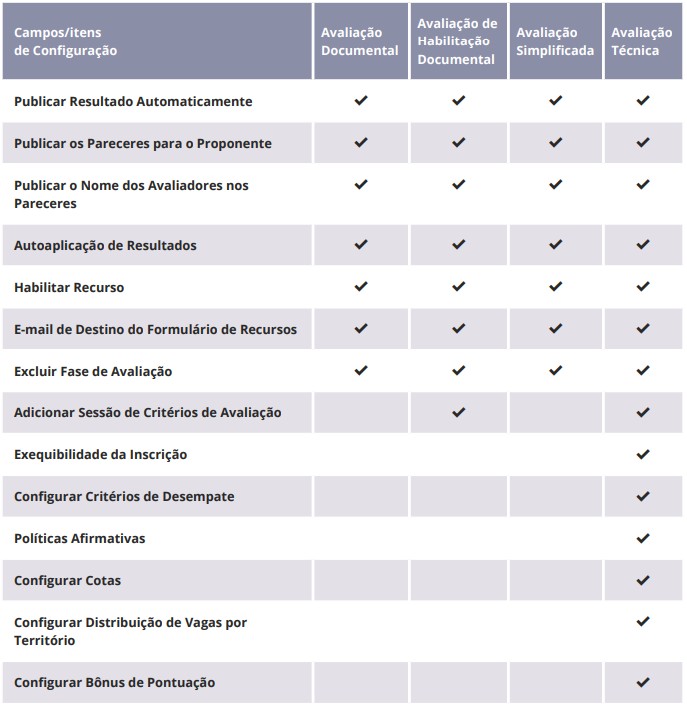 Campos/itens
de Configuração
Avaliação
Documental
Avaliação de
Habilitação
Documental
Avaliação
Simplificada
Avaliação
Técnica
Publicar Resultado Automaticamente
Publicar os Pareceres para o Proponente
Publicar o Nome dos Avaliadores nos
Pareceres
Autoaplicação de Resultados
Habilitar Recurso
E-mail de Destino do Formulário de Recursos
Excluir Fase de Avaliação
Adicionar Sessão de Critérios de Avaliação
Exequibilidade da Inscrição
Configurar Critérios de Desempate
Políticas Afirmativas
Configurar Cotas
Configurar Distribuição de Vagas por
Território
Configurar Bônus de Pontuação